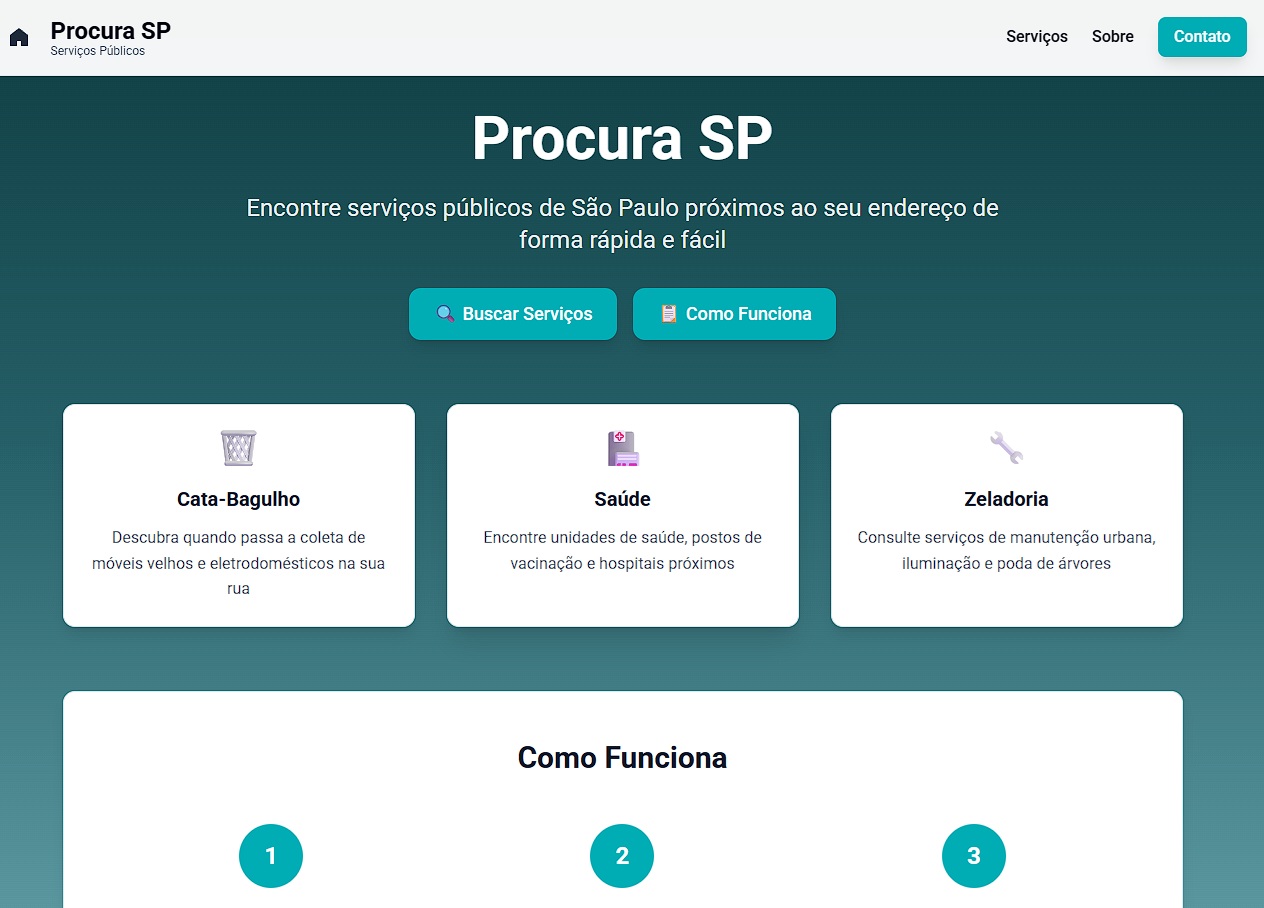 Procura SP
Serviços Públicos
Serviços
Sobre
Contato
Procura SP
Encontre serviços públicos de São Paulo próximos ao seu endereço de
forma rápida e fácil
Buscar Serviços
Como Funciona
Cata-Bagulho
Descubra quando passa a coleta de
móveis velhos e eletrodomésticos na sua
rua
Saúde
Encontre unidades de saúde, postos de
vacinação e hospitais próximos
Zeladoria
Consulte serviços de manutenção urbana,
iluminação e poda de árvores
Como Funciona
1
2
3